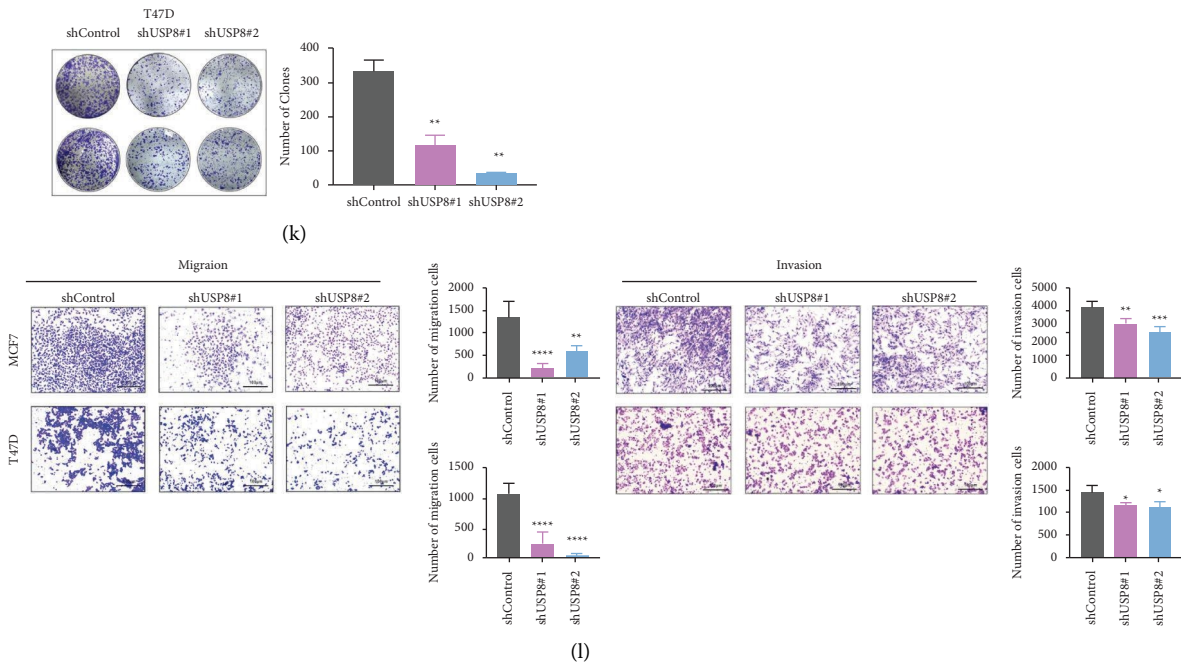 T47D
shControl shUSP8#1 shUSP8#2
Number of Clones
400
300
200
100
0
** **
shControl shUSP8#1 shUSP8#2
(k)
Migraion
shControl shUSP8#1 shUSP8#2
MCF7
T47D
Number of migration cells
2000
1500
1000
500
0
**** **
shControl shUSP8#1 shUSP8#2
Number of migration cells
1500
1000
500
0
**** ****
shControl shUSP8#1 shUSP8#2
Invasion
shControl shUSP8#1 shUSP8#2
Number of invasion cells
5000
4000
3000
2000
1000
0
** ***
shControl shUSP8#1 shUSP8#2
Number of invasion cells
2000
1500
1000
500
0
* *
shControl shUSP8#1 shUSP8#2
(l)